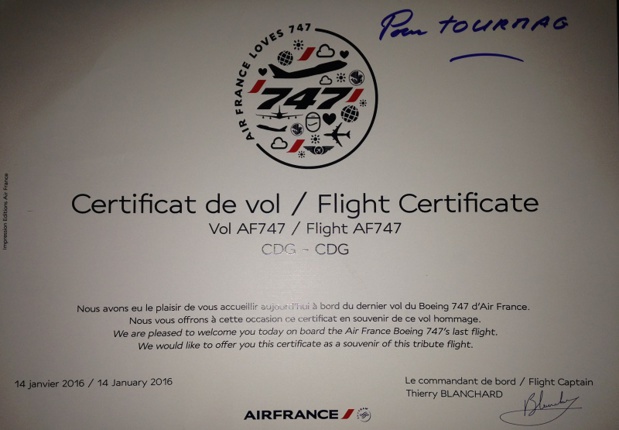 Pour TOURMAG
AIR FRANCE LOVES 747
747
Certificat de vol / Flight Certificate
Vol AF747 / Flight AF747
CDG - CDG
Nous avons eu le plaisir de vous accueillir aujourd'hui à bord du dernier vol du Boeing 747 d'Air France.
Nous vous offrons à cette occasion ce certificat en souvenir de ce vol hommage.
We are pleased to welcome you today on board the Air France Boeing 747's last flight.
We would like to offer you this certificate as a souvenir of this tribute flight.
14 janvier 2016 / 14 January 2016
Le commandant de bord / Flight Captain
Thierry BLANCHARD
Blanchard
AIRFRANCE
Impression Editions Air France